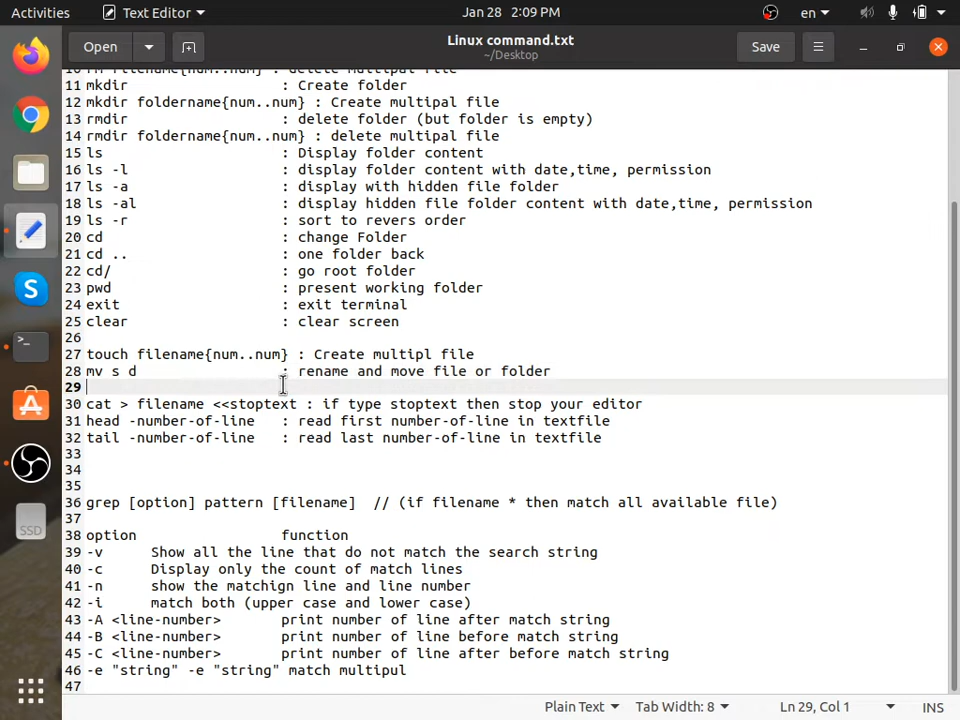 Activities Text Editor Jan 28 2:09 PM en
Open Linux command.txt Save
~/Desktop
10 rm filename{num..num} : delete Multipal file
11 mkdir : Create folder
12 mkdir foldername{num..num} : Create multipal file
13 rmdir : delete folder (but folder is empty)
14 rmdir foldername{num..num} : delete multipal file
15 ls : Display folder content
16 ls -l : display folder content with date,time, permission
17 ls -a : display with hidden file folder
18 ls -al : display hidden file folder content with date,time, permission
19 ls -r : sort to revers order
20 cd : change Folder
21 cd .. : one folder back
22 cd/ : go root folder
23 pwd : present working folder
24 exit : exit terminal
25 clear : clear screen
26
27 touch filename{num..num} : Create multipl file
28 mv s d : rename and move file or folder
29
30 cat > filename <<stoptext : if type stoptext then stop your editor
31 head -number-of-line : read first number-of-line in textfile
32 tail -number-of-line : read last number-of-line in textfile
33
34
35
36 grep [option] pattern [filename] // (if filename * then match all available file)
37
38 option function
39 -v Show all the line that do not match the search string
40 -c Display only the count of match lines
41 -n show the matchign line and line number
42 -i match both (upper case and lower case)
43 -A <line-number> print number of line after match string
44 -B <line-number> print number of line before match string
45 -C <line-number> print number of line after before match string
46 -e "string" -e "string" match multipul
47
Plain Text Tab Width: 8 Ln 29, Col 1 INS
SSD